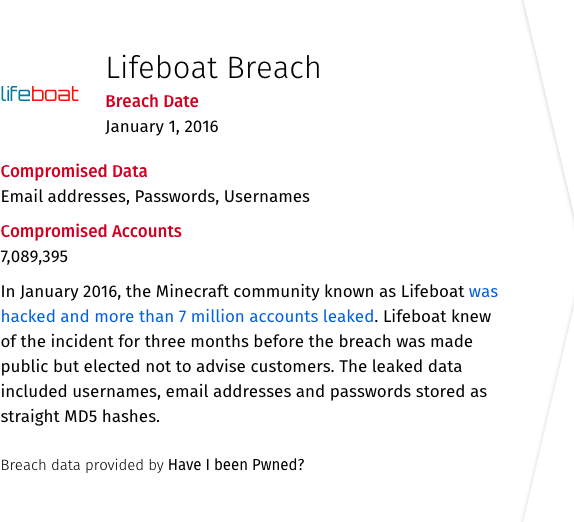 lifeboat
Lifeboat Breach
Breach Date
January 1, 2016
Compromised Data
Email addresses, Passwords, Usernames
Compromised Accounts
7,089,395
In January 2016, the Minecraft community known as Lifeboat was
hacked and more than 7 million accounts leaked. Lifeboat knew
of the incident for three months before the breach was made
public but elected not to advise customers. The leaked data
included usernames, email addresses and passwords stored as
straight MD5 hashes.
Breach data provided by Have I been Pwned?